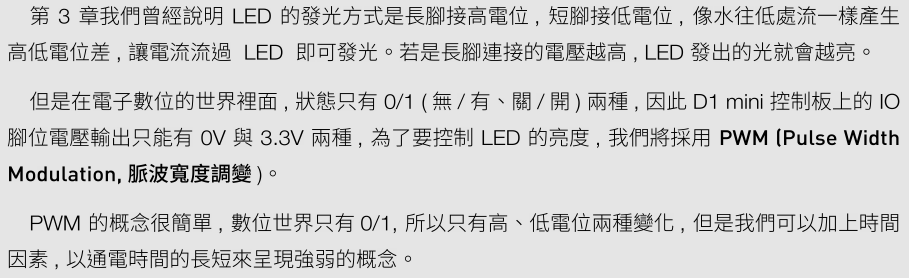 第 3 章我們曾經說明 LED 的發光方式是長腳接高電位 , 短腳接低電位 , 像水往低處流一樣產生
高低電位差 , 讓電流流過 LED 即可發光。若是長腳連接的電壓越高 , LED 發出的光就會越亮。
但是在電子數位的世界裡面 , 狀態只有 0/1 ( 無 / 有、關 / 開 ) 兩種 , 因此 D1 mini 控制板上的 IO
腳位電壓輸出只能有 0V 與 3.3V 兩種 , 為了要控制 LED 的亮度 , 我們將採用 PWM (Pulse Width
Modulation, 脈波寬度調變 )。
PWM 的概念很簡單 , 數位世界只有 0/1, 所以只有高、低電位兩種變化 , 但是我們可以加上時間
因素 , 以通電時間的長短來呈現強弱的概念。